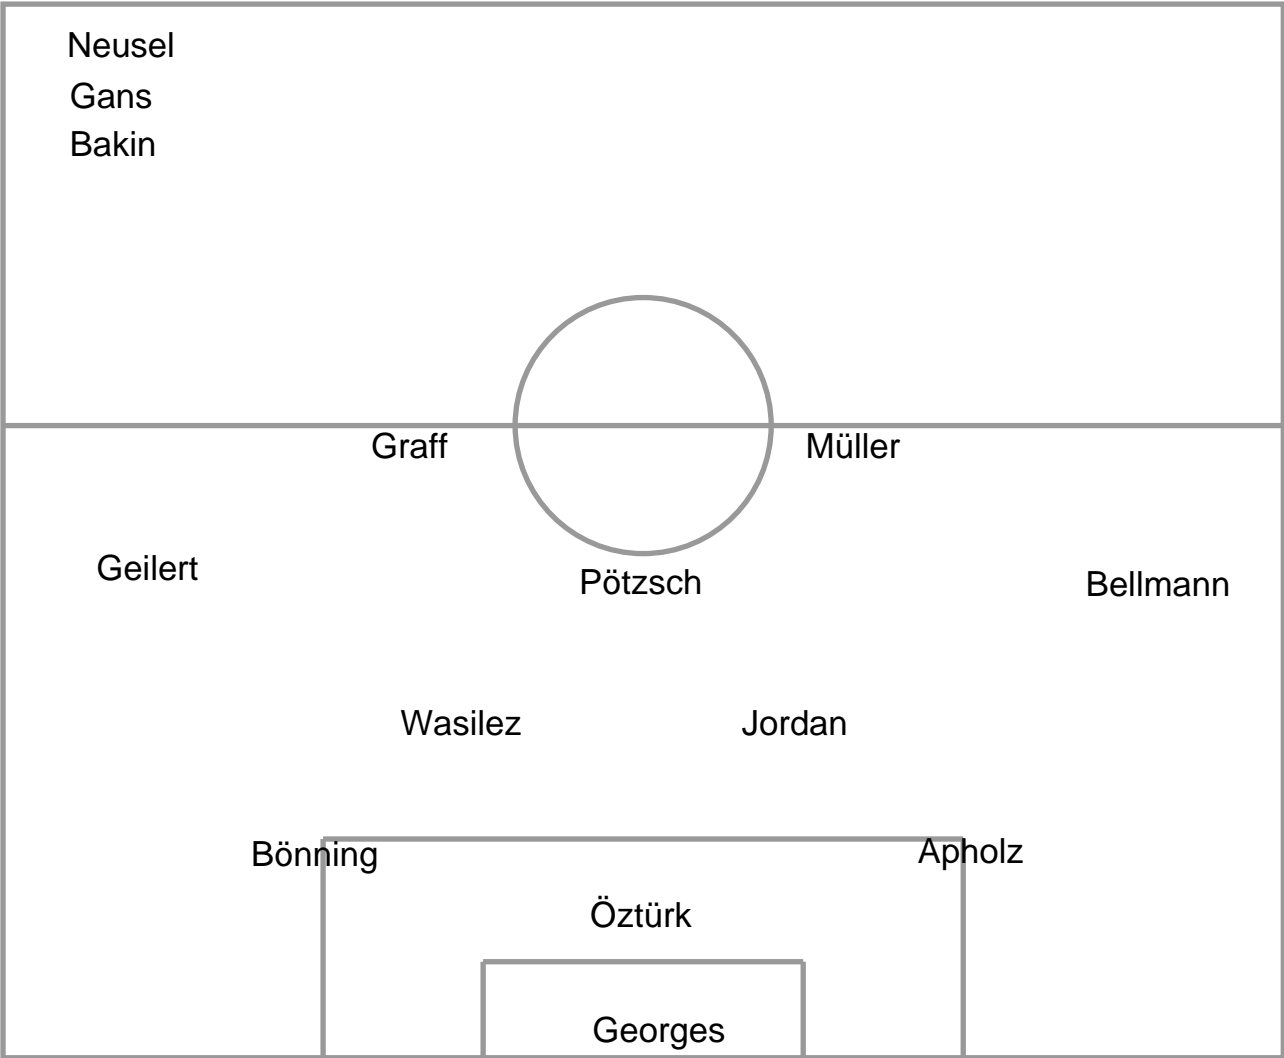 Neusel
Gans
Bakin
Graff
Müller
Geilert
Pötzsch
Bellmann
Wasilez
Jordan
Bönning
Apholz
Öztürk
Georges